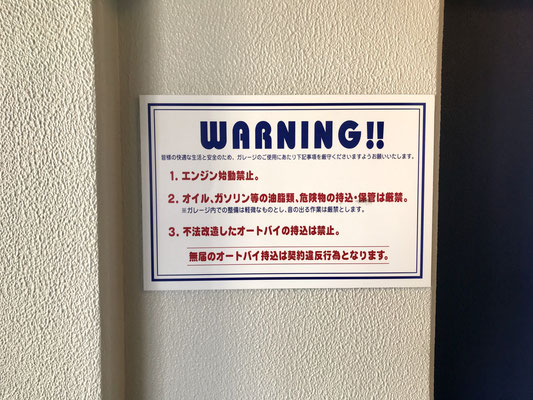 WARNING!!
皆様の快適な生活と安全のため、ガレージのご使用にあたり下記事項を厳守くださいますようお願いいたします。
1. エンジン始動禁止。
2. オイル、ガソリン等の油脂類、危険物の持込・保管は厳禁。
※ガレージ内での整備は軽微なものとし、音の出る作業は厳禁とします。
3. 不法改造したオートバイの持込は禁止。
無届のオートバイ持込は契約違反行為となります。